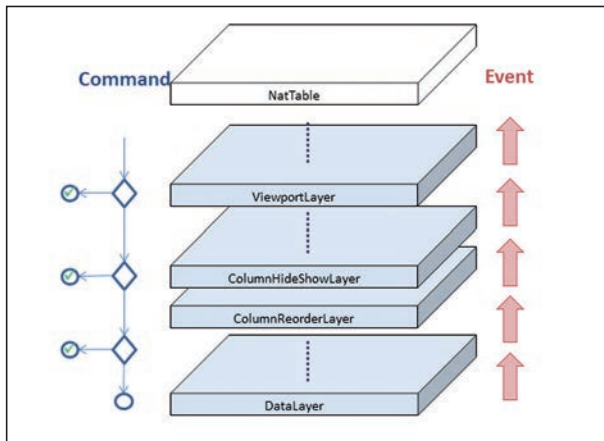 Command
Event
NatTable
ViewportLayer
ColumnHideShowLayer
ColumnReorderLayer
DataLayer